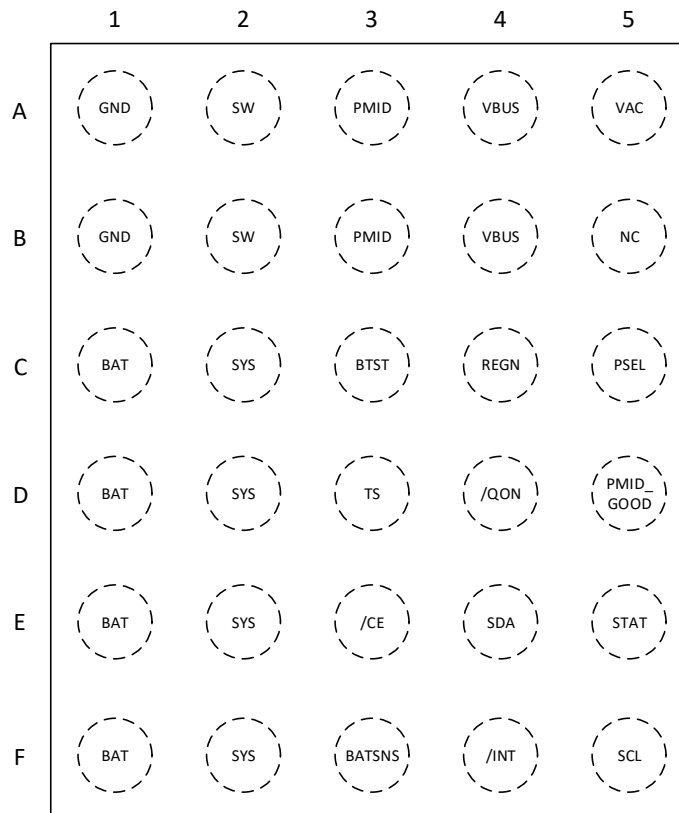 1 2 3 4 5
A GND SW PMID VBUS VAC
B GND SW PMID VBUS NC
C BAT SYS BTST REGN PSEL
D BAT SYS TS /QON PMID_
GOOD
E BAT SYS /CE SDA STAT
F BAT SYS BATSNS /INT SCL